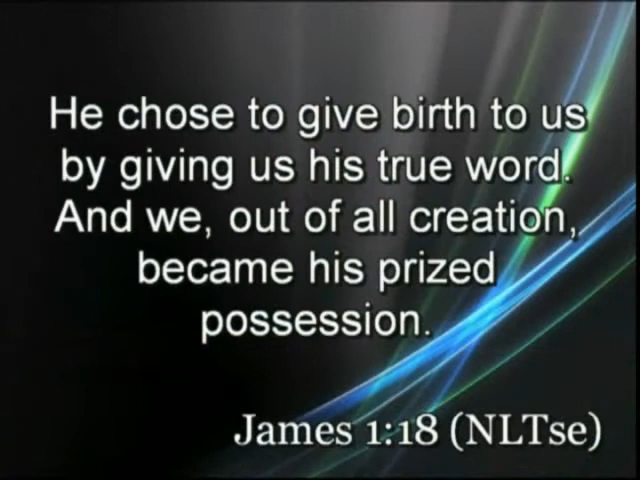 He chose to give birth to us
by giving us his true word.
And we, out of all creation,
became his prized
possession.
James 1:18 (NLTse)